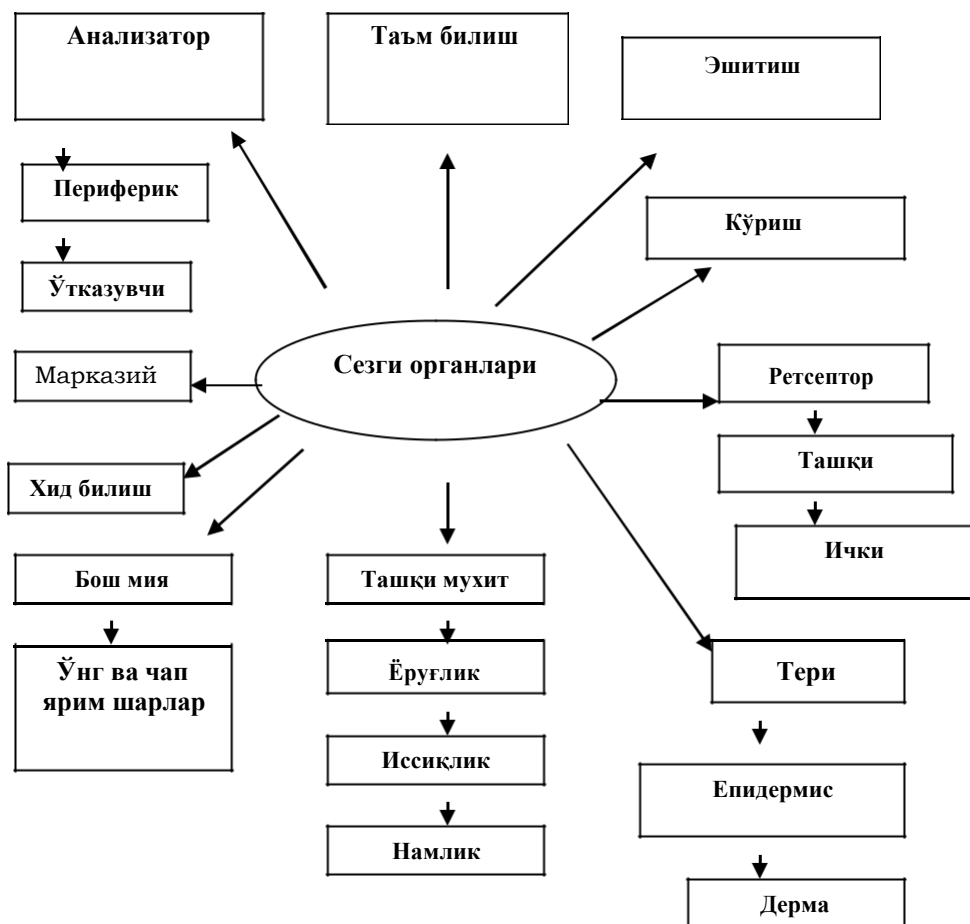 Анализатор
Таъм билиш
Эшитиш
Периферик
Кўриш
Ўтказувчи
Сезги органлари
Марказий
Ретсептор
Ташқи
Хид билиш
Ички
Бош мия
Ташқи мухит
Ўнг ва чап
ярим шарлар
Ёруғлик
Тери
Иссиқлик
Епидермис
Намлик
Дерма